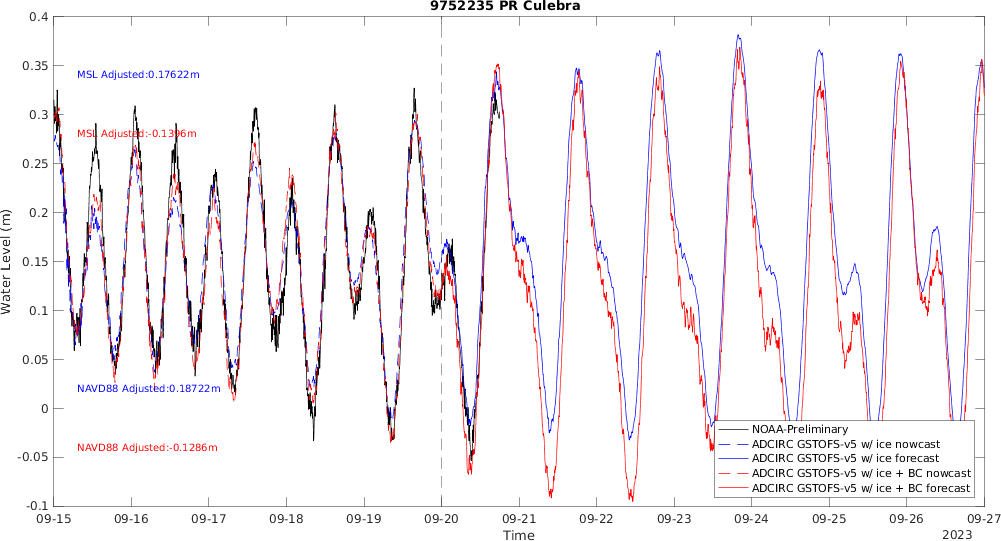 9752235 PR Culebra
0.4
0.35
0.3
0.25
0.2
0.15
0.1
0.05
0
-0.05
-0.1
Water Level (m)
MSL Adjusted:0.17622m
MSL Adjusted:-0.1396m
NAVD88 Adjusted:0.18722m
NAVD88 Adjusted:-0.1286m
NOAA-Preliminary
ADCIRC GSTOFS-v5 w/ ice nowcast
ADCIRC GSTOFS-v5 w/ ice forecast
ADCIRC GSTOFS-v5 w/ ice + BC nowcast
ADCIRC GSTOFS-v5 w/ ice + BC forecast
09-15 09-16 09-17 09-18 09-19 09-20 09-21 09-22 09-23 09-24 09-25 09-26 09-27
Time
2023